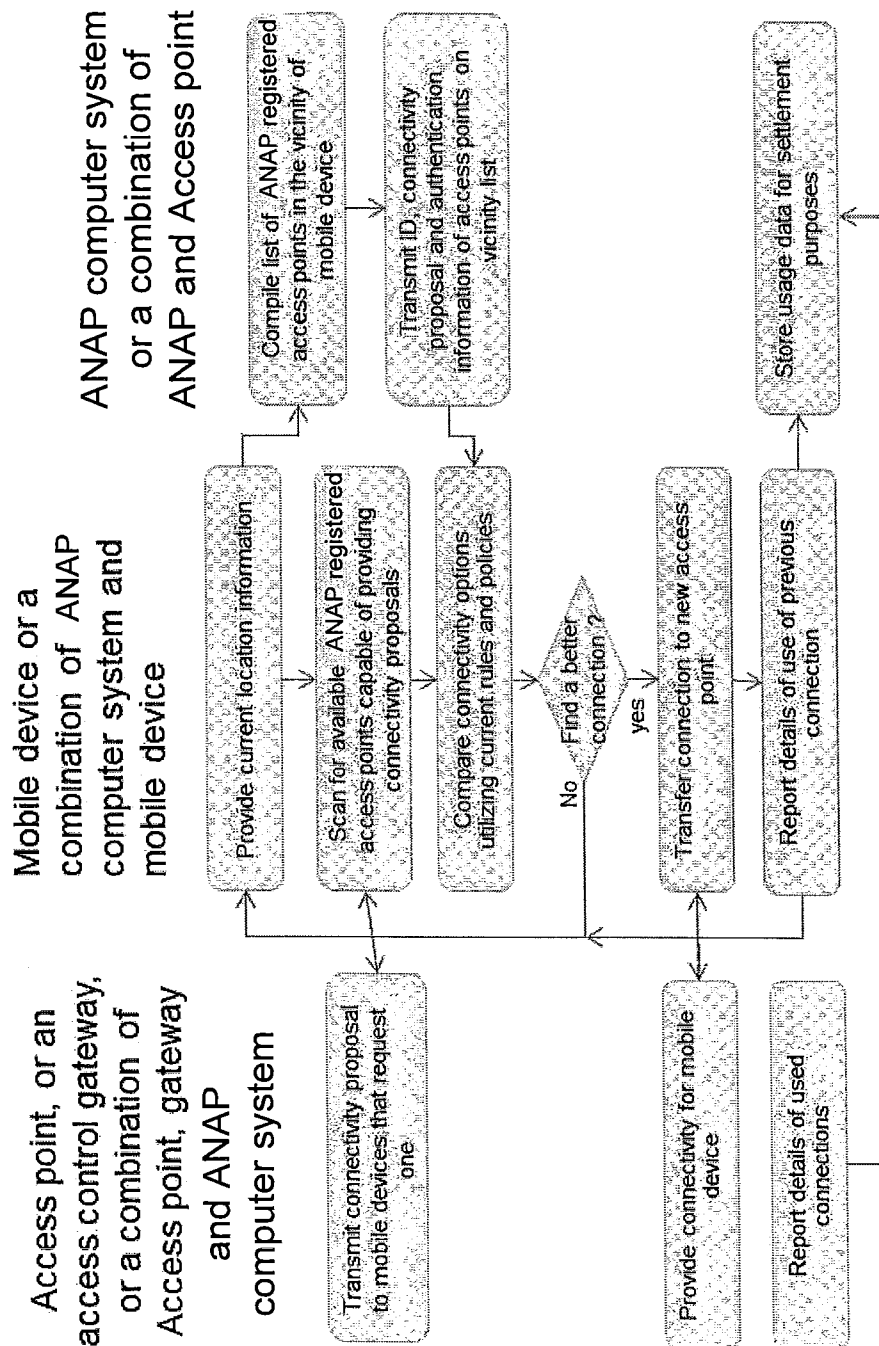 Access point, or an
access control gateway,
or a combination of
Access point, gateway
and ANAP
computer system
Transmit connectivity proposal
to mobile devices that request
one
Provide connectivity for mobile
device
Report details of used
connections
Mobile device or a
combination of ANAP
computer system and
mobile device
Provide current location information
Scan for available ANAP registered
access points capable of providing
connectivity proposals
Compare connectivity options
utilizing current rules and policies
Find a better
connection ?
No
yes
Transfer connection to new access
point
Report details of use of previous
connection
ANAP computer system
or a combination of
ANAP and Access point
Compile list of ANAP registered
access points in the vicinity of
mobile device
Transmit ID, connectivity
proposal and authentication
information of access points on
vicinity list
Store usage data for settlement
purposes